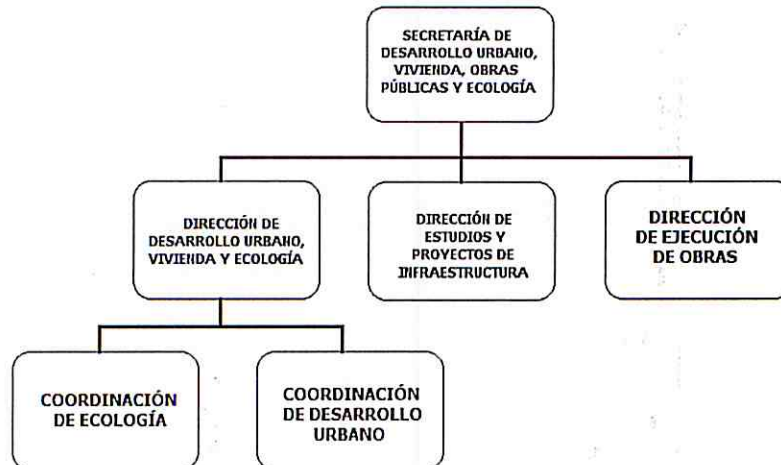 SECRETARÍA DE
DESARROLLO URBANO,
VIVIENDA, OBRAS
PÚBLICAS Y ECOLOGÍA
DIRECCIÓN DE
DESARROLLO URBANO,
VIVIENDA Y ECOLOGÍA
DIRECCIÓN DE
ESTUDIOS Y
PROYECTOS DE
INFRAESTRUCTURA
DIRECCIÓN
DE EJECUCIÓN
DE OBRAS
COORDINACIÓN
DE ECOLOGÍA
COORDINACIÓN
DE DESARROLLO
URBANO